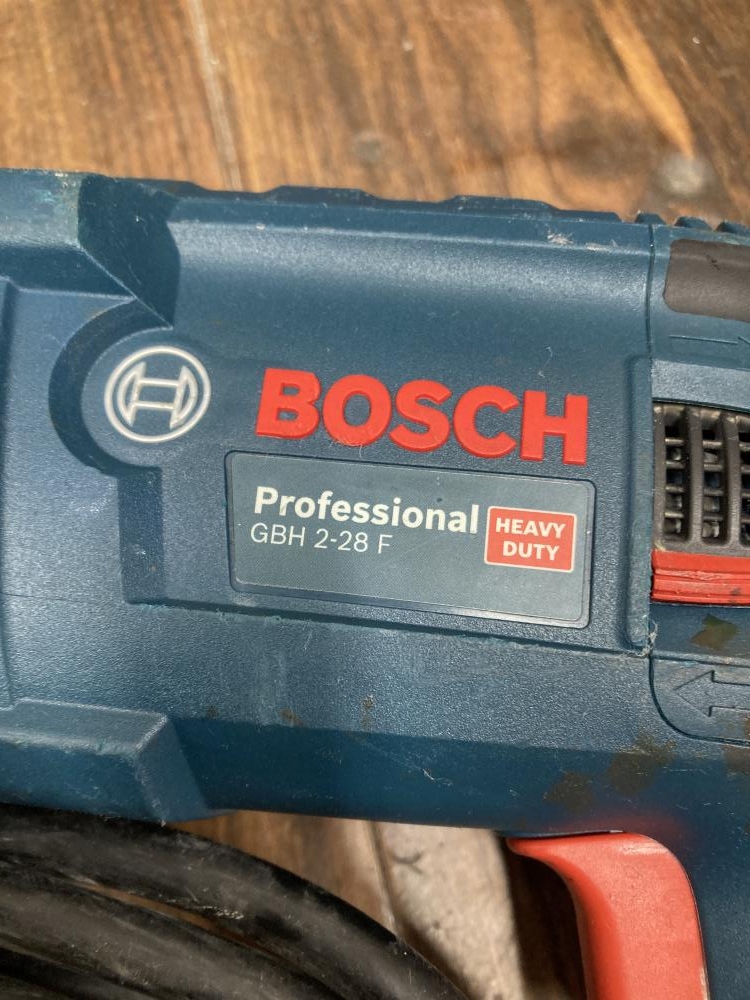 BOSCH
Professional
GBH 2-28 F
HEAVY
DUTY